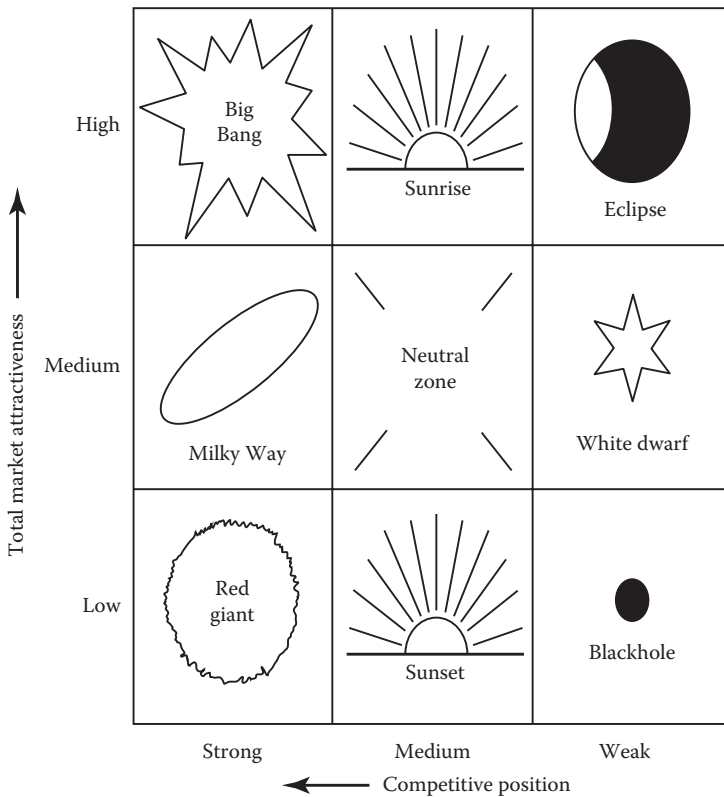 High
Big
Bang
Sunrise
Eclipse
Total market attractiveness
Medium
Milky Way
Neutral
zone
White dwarf
Low
Red
giant
Sunset
Blackhole
Strong
Medium
Weak
Competitive position